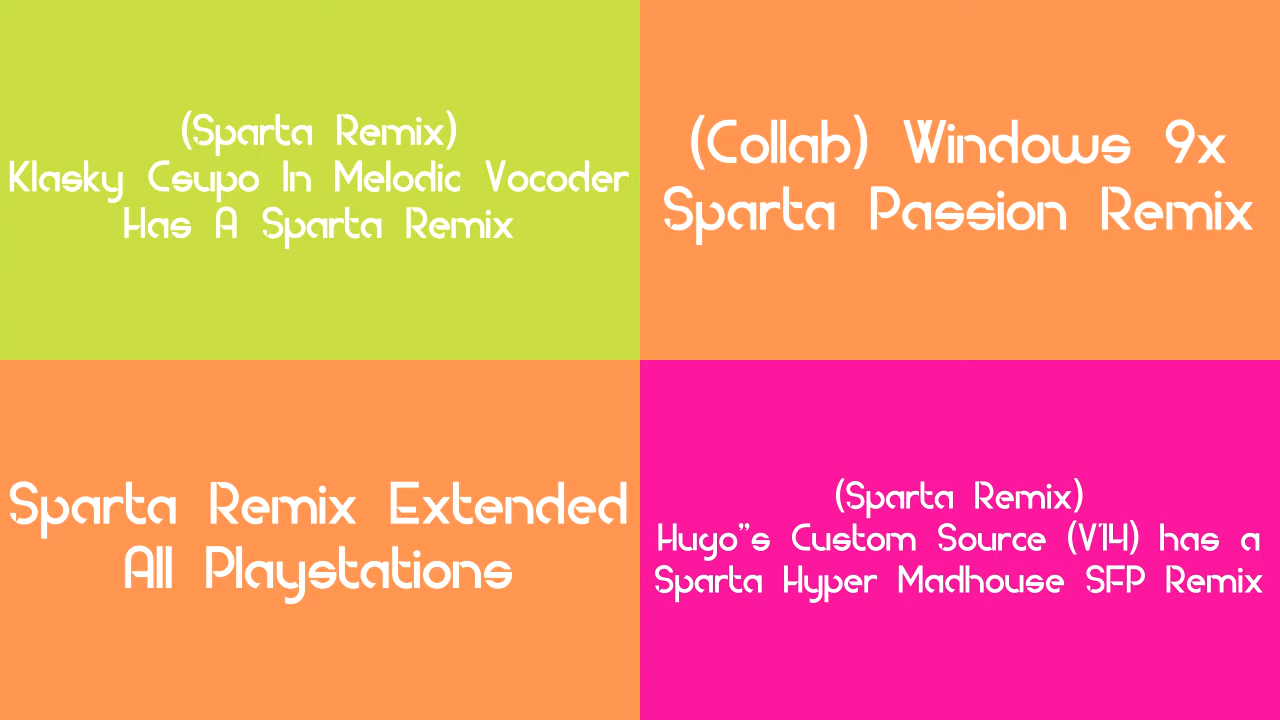 (Sparta Remix)
Klasky Csupo In Melodic Vocoder
Has A Sparta Remix
(Collab) Windows 9x
Sparta Passion Remix
Sparta Remix Extended
All Playstations
(Sparta Remix)
Hugo"s Custom Source (V14) has a
Sparta Hyper Madhouse SFP Remix